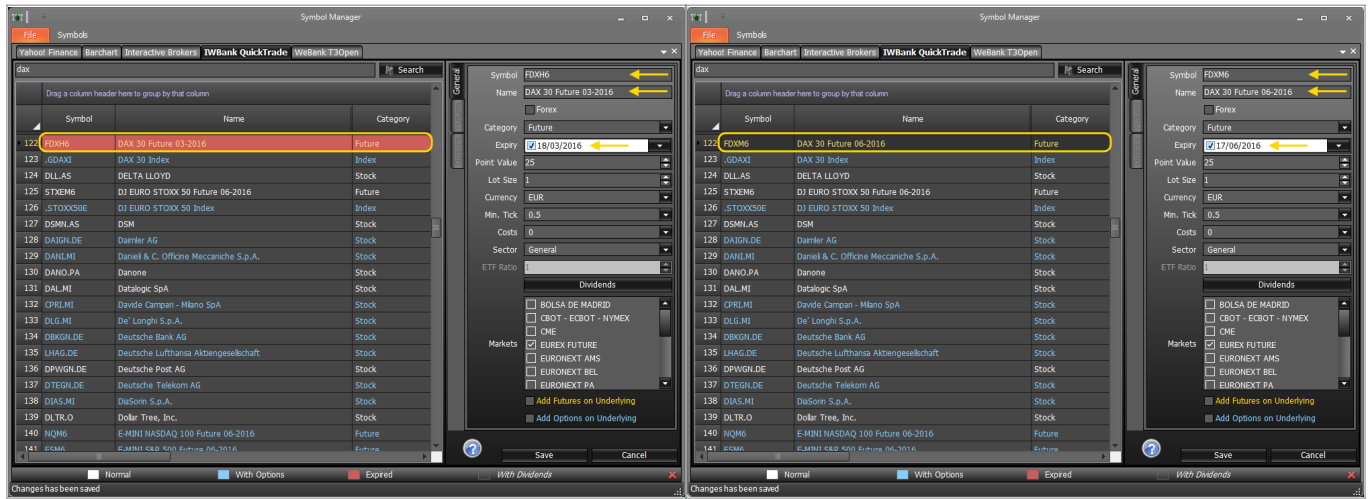 Symbol Manager
File Symbols
Yahoo! Finance Barchart Interactive Brokers IWBank QuickTrade WeBank T3Open
dax Search
Drag a column header here to group by that column
Symbol Name Category
122 FDXH6 DAX 30 Future 03-2016 Future
123 .GDAXI DAX 30 Index Index
124 DLL.AS DELTA LLOYD Stock
125 STXEM6 DJ EURO STOXX 50 Future 06-2016 Future
126 .STOXX50E DJ EURO STOXX 50 Index Index
127 DSMN.AS DSM Stock
128 DAIGN.DE Daimler AG Stock
129 DANI.MI Danieli & C. Officine Meccaniche S.p.A. Stock
130 DANO.PA Danone Stock
131 DAL.MI Datalogic SpA Stock
132 CPRI.MI Davide Campari - Milano SpA Stock
133 DLG.MI De' Longhi S.p.A. Stock
134 DBKGN.DE Deutsche Bank AG Stock
135 LHAG.DE Deutsche Lufthansa Aktiengesellschaft Stock
136 DPWGN.DE Deutsche Post AG Stock
137 DTEGN.DE Deutsche Telekom AG Stock
138 DIAS.MI DiaSorin S.p.A. Stock
139 DLTR.O Dollar Tree, Inc. Stock
140 NQM6 E-MINI NASDAQ 100 Future 06-2016 Future
141 ESM6 E-MINI S&P 500 Future 06-2016 Future
General
Symbol FDXH6
Name DAX 30 Future 03-2016
Forex
Category Future
Expiry 18/03/2016
Point Value 25
Lot Size 1
Currency EUR
Min. Tick 0.5
Costs 0
Sector General
ETF Ratio 1
Dividends
Markets
BOLSA DE MADRID
CBOT - ECBOT - NYMEX
CME
EUREX FUTURE
EURONEXT AMS
EURONEXT BEL
EURONEXT PA
Add Futures on Underlying
Add Options on Underlying
? Save Cancel
Normal With Options Expired With Dividends
Changes has been saved
Symbol Manager
File Symbols
Yahoo! Finance Barchart Interactive Brokers IWBank QuickTrade WeBank T3Open
dax Search
Drag a column header here to group by that column
Symbol Name Category
122 FDXM6 DAX 30 Future 06-2016 Future
123 .GDAXI DAX 30 Index Index
124 DLL.AS DELTA LLOYD Stock
125 STXEM6 DJ EURO STOXX 50 Future 06-2016 Future
126 .STOXX50E DJ EURO STOXX 50 Index Index
127 DSMN.AS DSM Stock
128 DAIGN.DE Daimler AG Stock
129 DANI.MI Danieli & C. Officine Meccaniche S.p.A. Stock
130 DANO.PA Danone Stock
131 DAL.MI Datalogic SpA Stock
132 CPRI.MI Davide Campari - Milano SpA Stock
133 DLG.MI De' Longhi S.p.A. Stock
134 DBKGN.DE Deutsche Bank AG Stock
135 LHAG.DE Deutsche Lufthansa Aktiengesellschaft Stock
136 DPWGN.DE Deutsche Post AG Stock
137 DTEGN.DE Deutsche Telekom AG Stock
138 DIAS.MI DiaSorin S.p.A. Stock
139 DLTR.O Dollar Tree, Inc. Stock
140 NQM6 E-MINI NASDAQ 100 Future 06-2016 Future
141 ESM6 E-MINI S&P 500 Future 06-2016 Future
General
Symbol FDXM6
Name DAX 30 Future 06-2016
Forex
Category Future
Expiry 17/06/2016
Point Value 25
Lot Size 1
Currency EUR
Min. Tick 0.5
Costs 0
Sector General
ETF Ratio 1
Dividends
Markets
BOLSA DE MADRID
CBOT - ECBOT - NYMEX
CME
EUREX FUTURE
EURONEXT AMS
EURONEXT BEL
EURONEXT PA
Add Futures on Underlying
Add Options on Underlying
? Save Cancel
Normal With Options Expired With Dividends
Changes has been saved